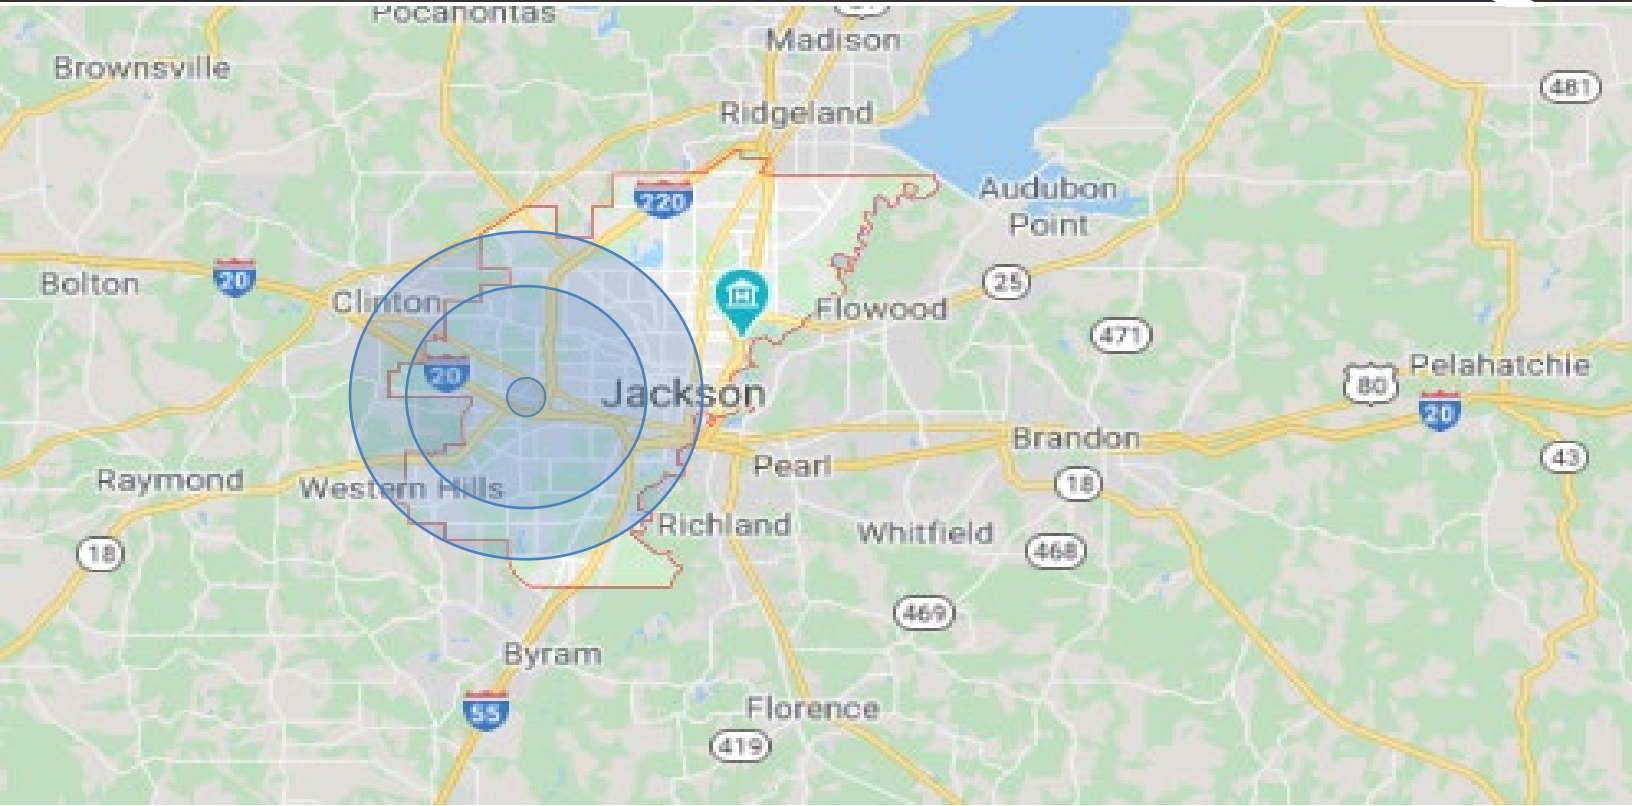 Pocahontas
Madison
Brownsville
481
Ridgeland
220
Audubon
Point
20
Bolton
25
Clinton
Flowood
471
20
80
Pelahatchie
Jackson
20
Brandon
43
Pearl
Raymond
Western Hills
18
Richland
Whitfield
18
468
469
Byram
55
Florence
419